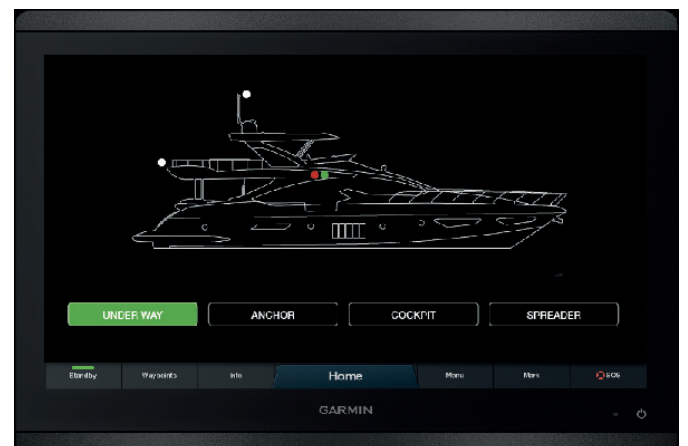 UNDER WAY ANCHOR COCKPIT SPREADER
Standby Waypoints Info Home Menu Mark SOS
GARMIN